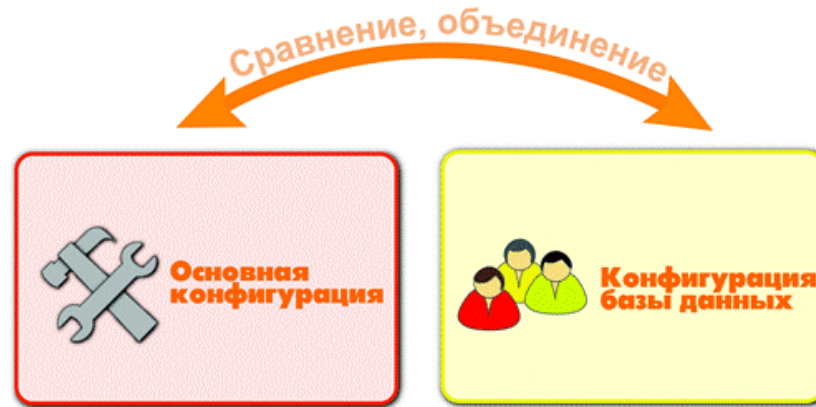 Сравнение, объединение
Основная
конфигурация
Конфигурация
базы данных